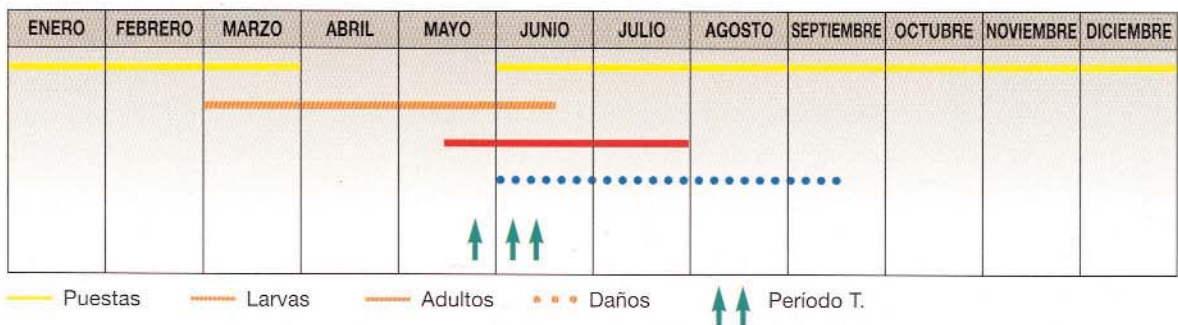 ENERO FEBRERO MARZO ABRIL MAYO JUNIO JULIO AGOSTO SEPTIEMBRE OCTUBRE NOVIEMBRE DICIEMBRE
Puestas Larvas Adultos Daños Período T.